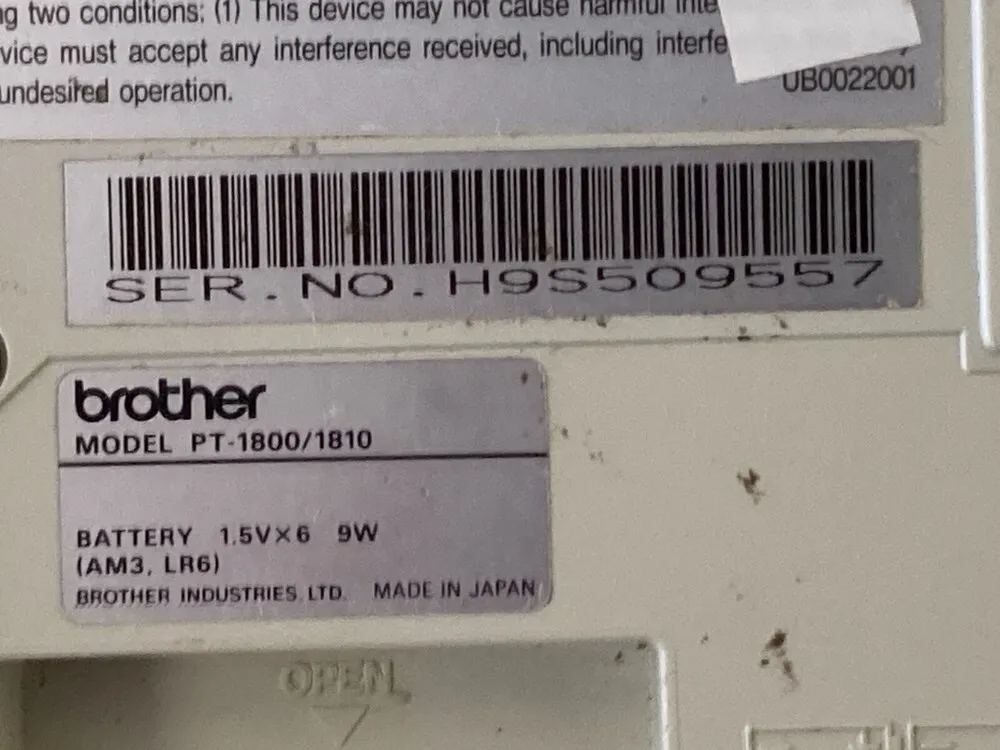 ng two conditions: (1) This device may not cause harmful inte
vice must accept any interference received, including interfe
undesired operation.
UB0022001
SER.NO.H9S509557
brother
MODEL PT-1800/1810
BATTERY 1.5V×6 9W
(AM3, LR6)
BROTHER INDUSTRIES, LTD. MADE IN JAPAN
OPEN